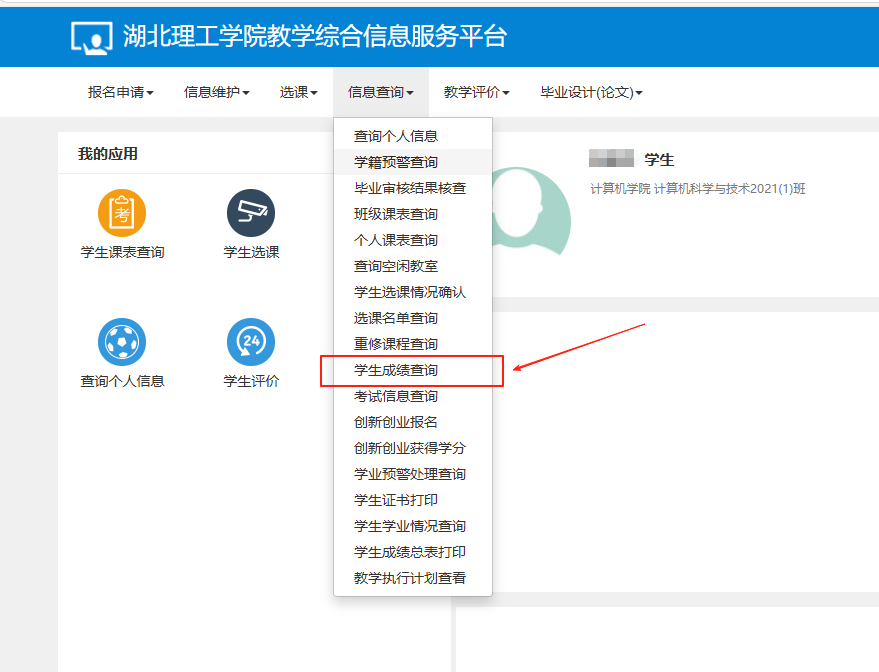 湖北理工学院教学综合信息服务平台
报名申请 信息维护 选课 信息查询 教学评价 毕业设计(论文)
我的应用
学生课表查询 学生选课
查询个人信息 学生评价
24
考
查询个人信息
学籍预警查询
毕业审核结果核查
班级课表查询
个人课表查询
查询空闲教室
学生选课情况确认
选课名单查询
重修课程查询
学生成绩查询
考试信息查询
创新创业报名
创新创业获得学分
学业预警处理查询
学生证书打印
学生学业情况查询
学生成绩总表打印
教学执行计划查看
学生
计算机学院 计算机科学与技术2021(1)班